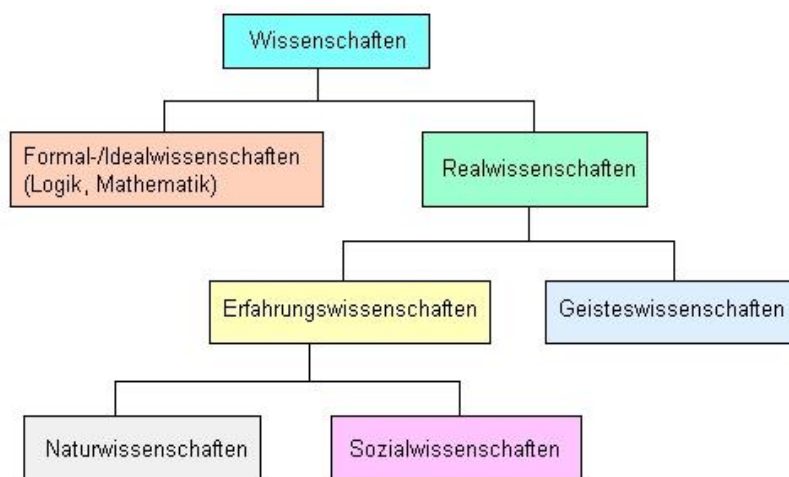 Wissenschaften
Formal-/Idealwissenschaften
(Logik, Mathematik)
Realwissenschaften
Erfahrungswissenschaften
Geisteswissenschaften
Naturwissenschaften
Sozialwissenschaften